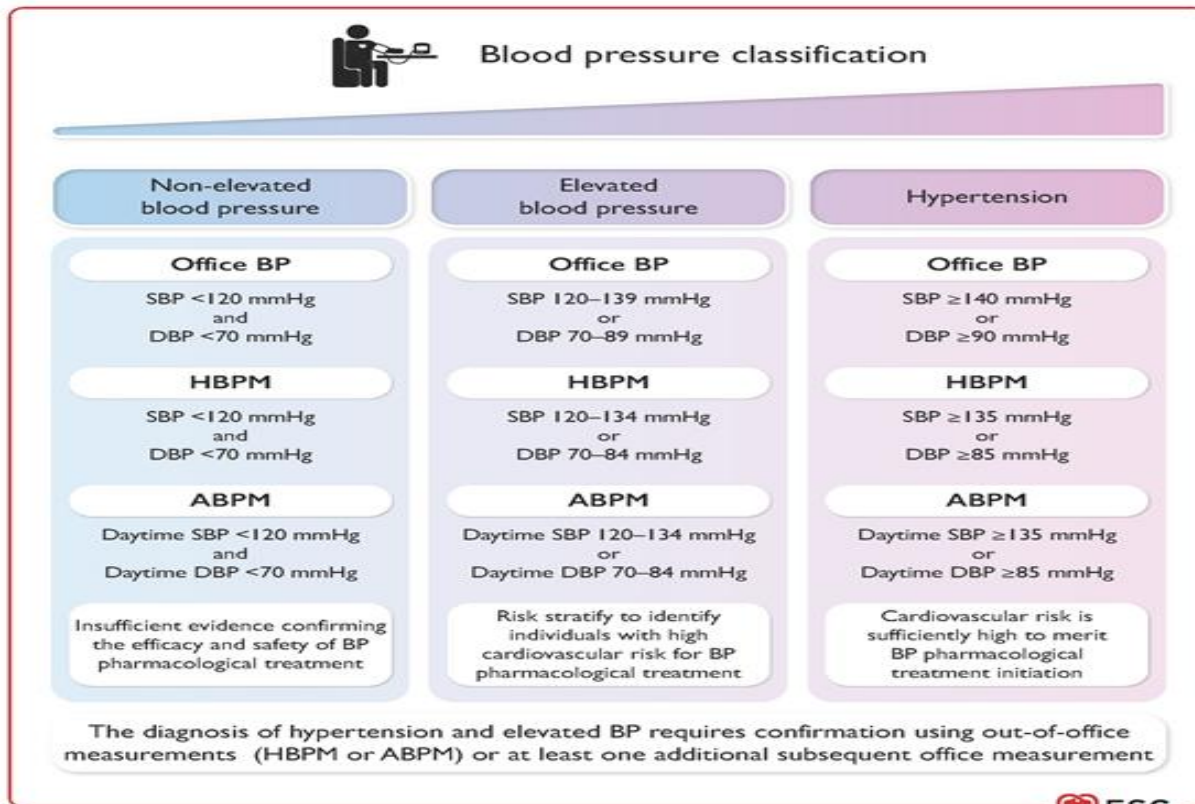 Blood pressure classification
Non-elevated
blood pressure
Office BP
SBP <120 mmHg
and
DBP <70 mmHg
HBPM
SBP <120 mmHg
and
DBP <70 mmHg
ABPM
Daytime SBP <120 mmHg
and
Daytime DBP <70 mmHg
Insufficient evidence confirming
the efficacy and safety of BP
pharmacological treatment
Elevated
blood pressure
Office BP
SBP 120–139 mmHg
or
DBP 70–89 mmHg
HBPM
SBP 120–134 mmHg
or
DBP 70–84 mmHg
ABPM
Daytime SBP 120–134 mmHg
or
Daytime DBP 70–84 mmHg
Risk stratify to identify
individuals with high
cardiovascular risk for BP
pharmacological treatment
Hypertension
Office BP
SBP ≥140 mmHg
or
DBP ≥90 mmHg
HBPM
SBP ≥135 mmHg
or
DBP ≥85 mmHg
ABPM
Daytime SBP ≥135 mmHg
or
Daytime DBP ≥85 mmHg
Cardiovascular risk is
sufficiently high to merit
BP pharmacological
treatment initiation
The diagnosis of hypertension and elevated BP requires confirmation using out-of-office
measurements (HBPM or ABPM) or at least one additional subsequent office measurement
ESC